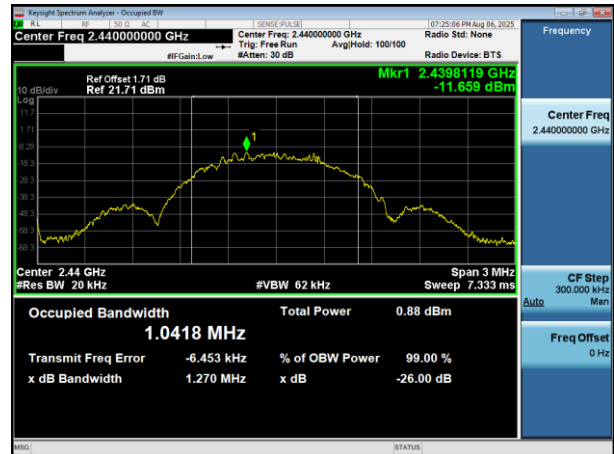 Keysight Spectrum Analyzer - Occupied BW
RL RF 50 Ω AC SENSE:PULSE 07:25:06 PM Aug 06, 2025
Center Freq 2.440000000 GHz Center Freq: 2.440000000 GHz Radio Std: None Frequency
Trig: Free Run Avg|Hold: 100/100
#IFGain:Low #Atten: 30 dB Radio Device: BTS
Ref Offset 1.71 dB Mkr1 2.4398119 GHz
10 dB/div Ref 21.71 dBm -11.659 dBm
Log
11.7
1.71
-8.29
-18.3
-28.3
-38.3
-48.3
-58.3
-68.3
1
Center Freq
2.440000000 GHz
Center 2.44 GHz Span 3 MHz
#Res BW 20 kHz #VBW 62 kHz Sweep 7.333 ms
CF Step
300.000 kHz
Auto Man
Occupied Bandwidth Total Power 0.88 dBm
1.0418 MHz
Transmit Freq Error -6.453 kHz % of OBW Power 99.00 %
x dB Bandwidth 1.270 MHz x dB -26.00 dB
Freq Offset
0 Hz
MSG STATUS